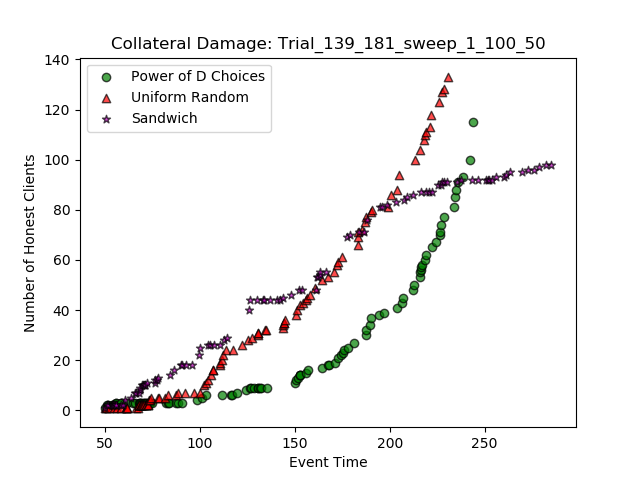 Collateral Damage: Trial_139_181_sweep_1_100_50
140
120
100
80
60
40
20
0
Number of Honest Clients
Power of D Choices
Uniform Random
Sandwich
50 100 150 200 250
Event Time